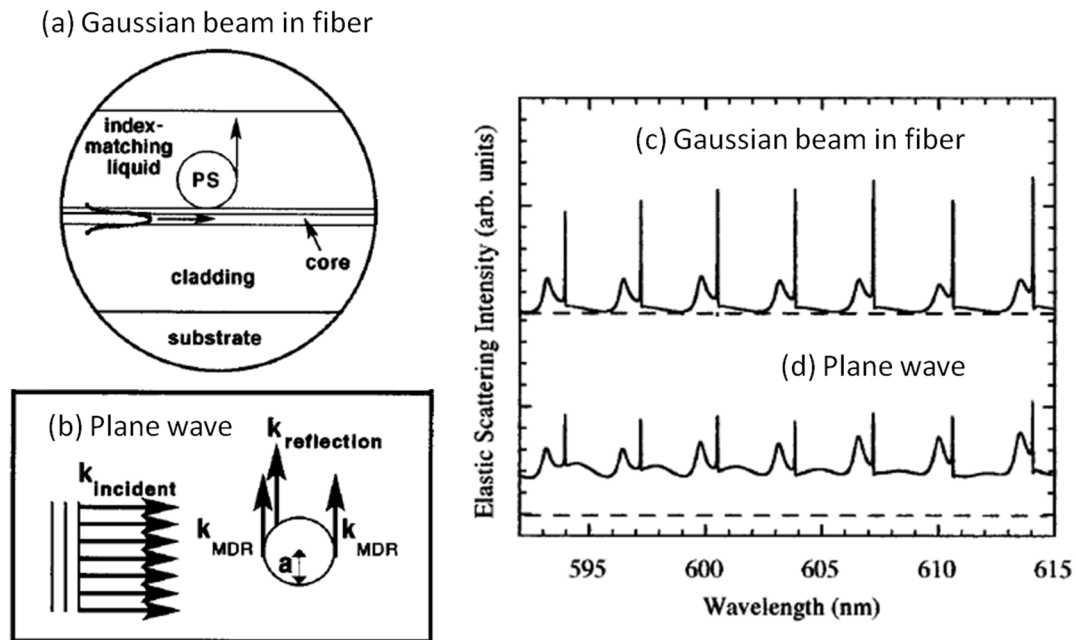 (a) Gaussian beam in fiber
index-
matching
liquid
PS
core
cladding
substrate
(b) Plane wave
k incident
k reflection
k MDR
k MDR
a
Elastic Scattering Intensity (arb. units)
(c) Gaussian beam in fiber
(d) Plane wave
595 600 605 610 615
Wavelength (nm)